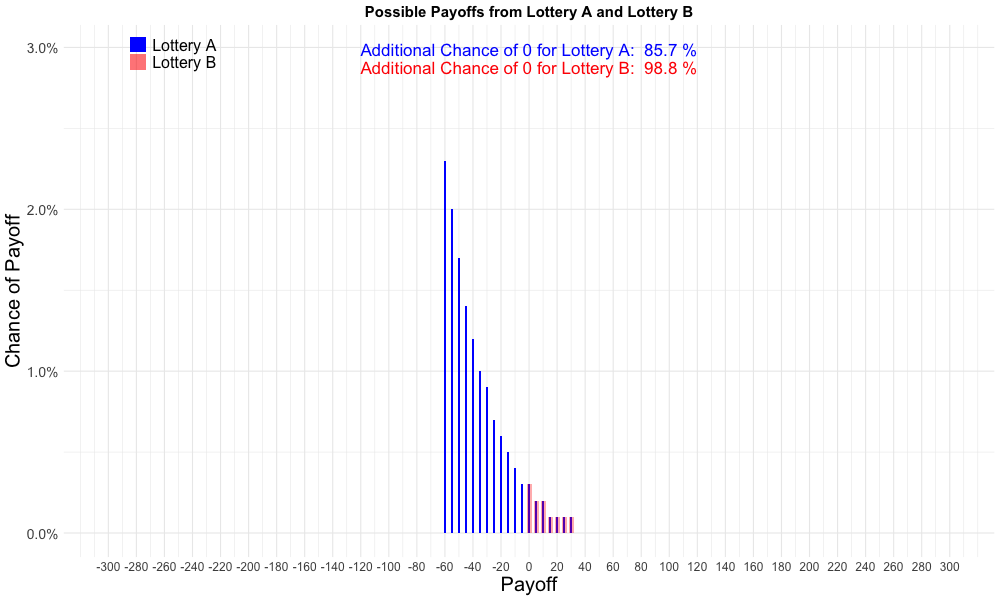 Possible Payoffs from Lottery A and Lottery B
Lottery A
Lottery B
Additional Chance of 0 for Lottery A: 85.7 %
Additional Chance of 0 for Lottery B: 98.8 %
Chance of Payoff
3.0%
2.0%
1.0%
0.0%
-300 -280 -260 -240 -220 -200 -180 -160 -140 -120 -100 -80 -60 -40 -20 0 20 40 60 80 100 120 140 160 180 200 220 240 260 280 300
Payoff